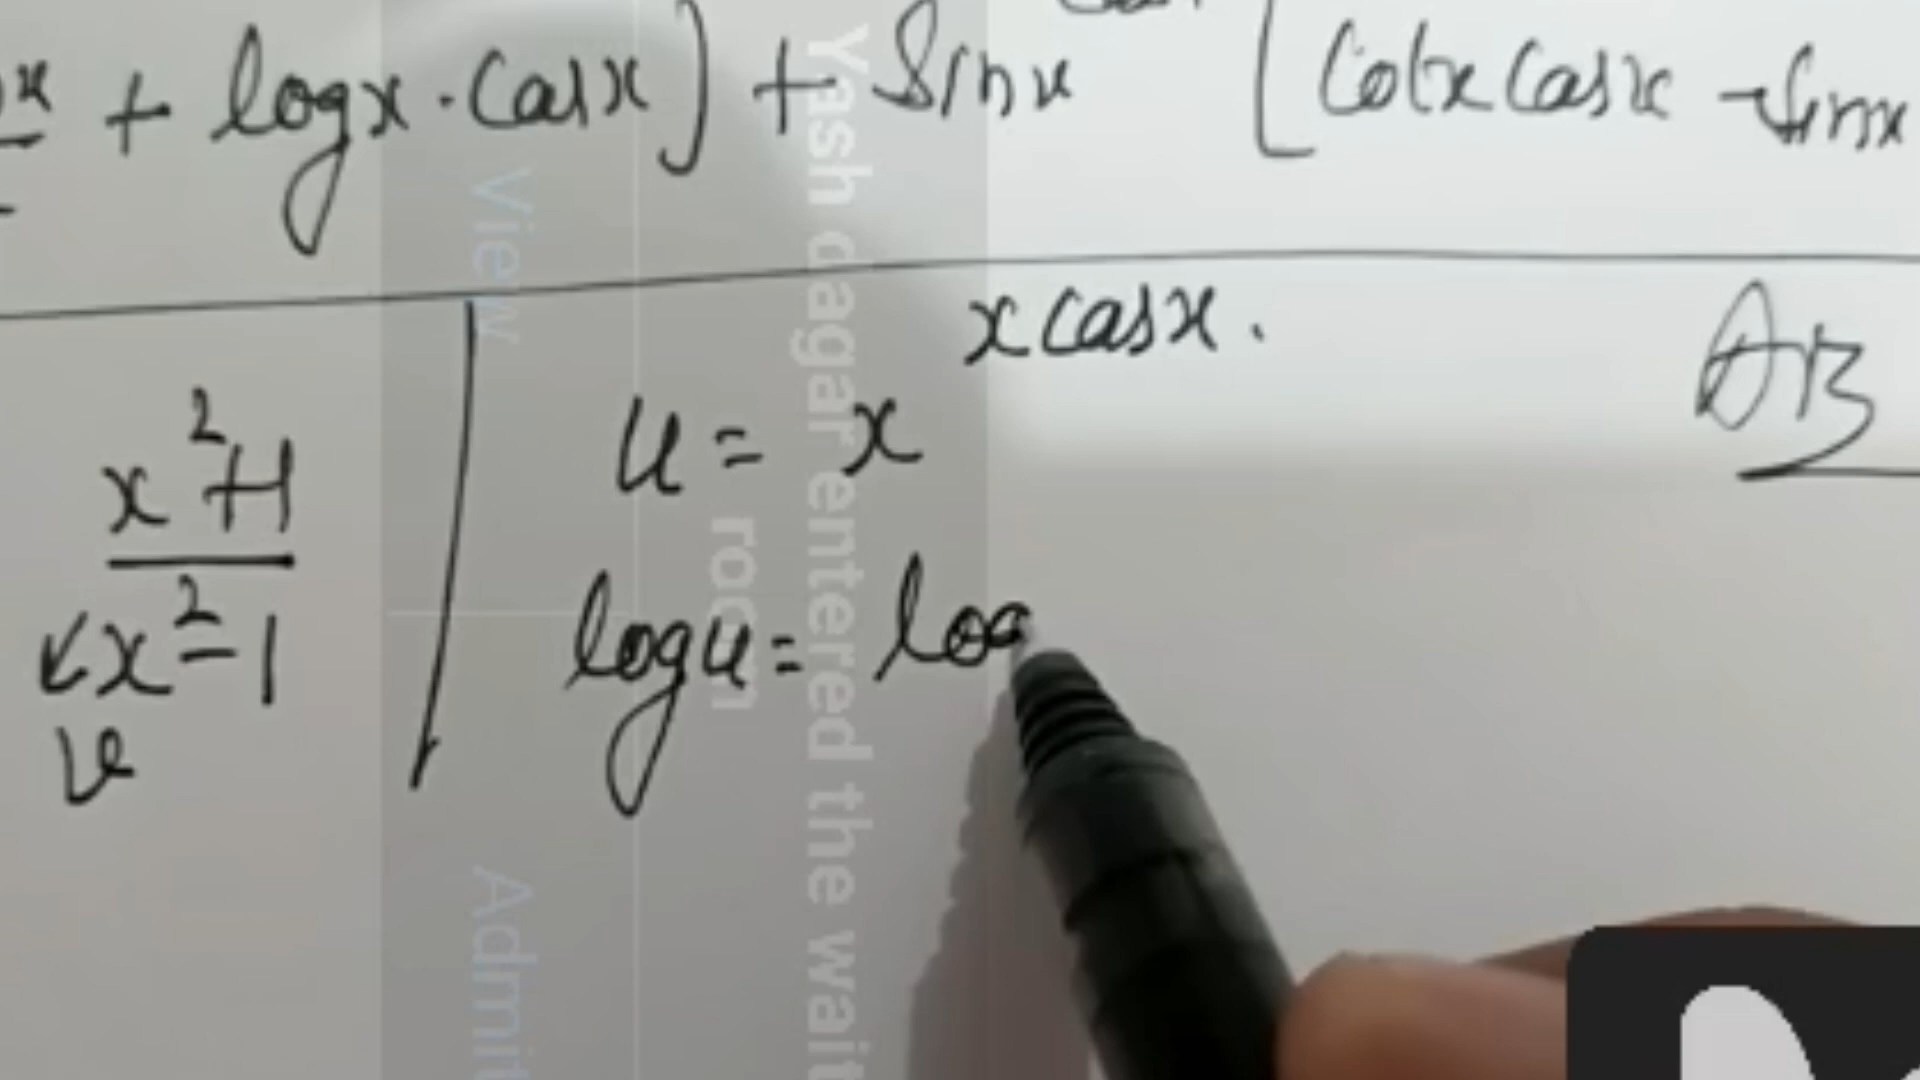 x + logx · Cosx] + Sinx [Cotx Cosx - Sinx
x Cosx .
u = x
x²+1
x²-1
v
logu = log
View
Yash dagar entered the wait
room
Admit